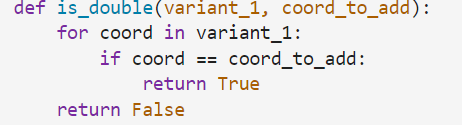 def is_double(variant_1, coord_to_add):
    for coord in variant_1:
        if coord == coord_to_add:
            return True
    return False